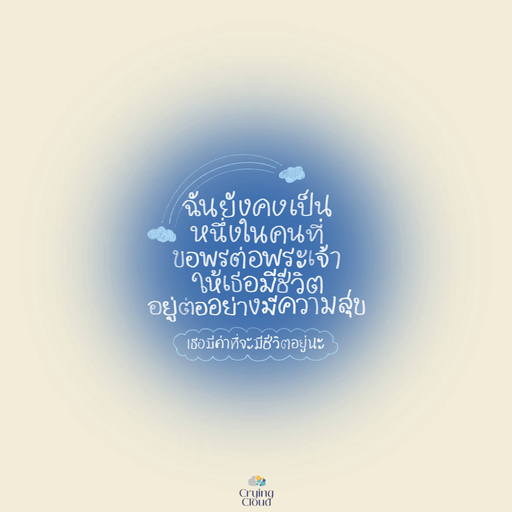 ฉันยังคงเป็น
หนึ่งในคนที่
ขอพรต่อพระเจ้า
ให้เธอมีชีวิต
อยู่ต่ออย่างมีความสุข
เธอมีค่าที่จะมีชีวิตอยู่นะ
Crying
Cloud